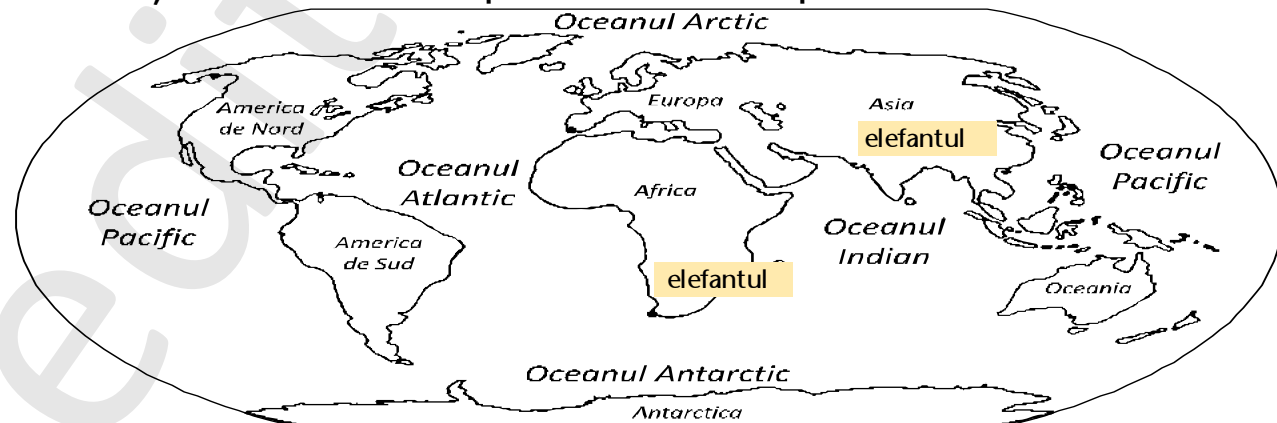 Oceanul Arctic
America
de Nord
Europa
Asia
elefantul
Oceanul
Atlantic
Oceanul
Pacific
Africa
Oceanul
Pacific
America
de Sud
Oceanul
Indian
elefantul
Oceania
Oceanul Antarctic
Antarctica